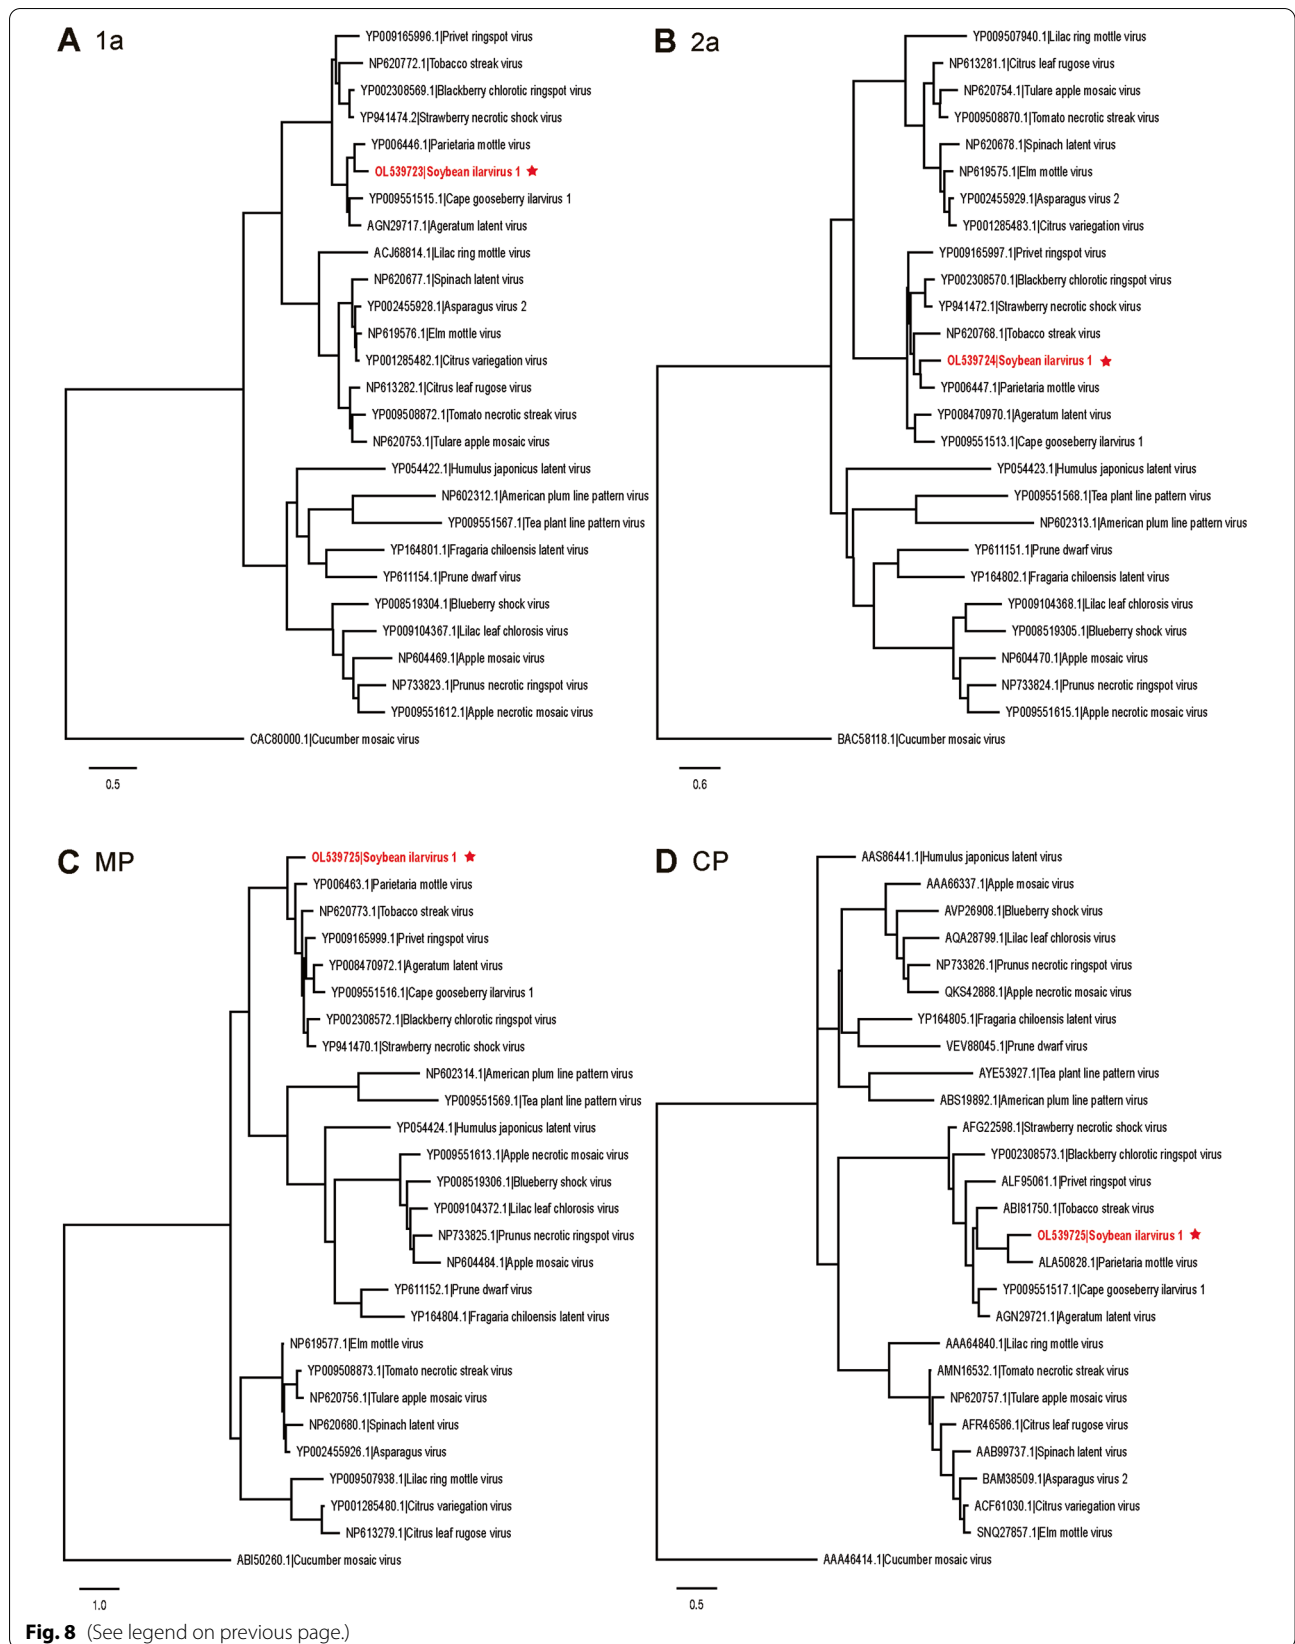 A 1a
YP009165996.1|Privet ringspot virus
NP620772.1|Tobacco streak virus
YP002308569.1|Blackberry chlorotic ringspot virus
YP941474.2|Strawberry necrotic shock virus
YP006446.1|Parietaria mottle virus
OL539723|Soybean ilarvirus 1 ★
YP009551515.1|Cape gooseberry ilarvirus 1
AGN29717.1|Ageratum latent virus
ACJ68814.1|Lilac ring mottle virus
NP620677.1|Spinach latent virus
YP002455928.1|Asparagus virus 2
NP619576.1|Elm mottle virus
YP001285482.1|Citrus variegation virus
NP613282.1|Citrus leaf rugose virus
YP009508872.1|Tomato necrotic streak virus
NP620753.1|Tulare apple mosaic virus
YP054422.1|Humulus japonicus latent virus
NP602312.1|American plum line pattern virus
YP009551567.1|Tea plant line pattern virus
YP164801.1|Fragaria chiloensis latent virus
YP611154.1|Prune dwarf virus
YP008519304.1|Blueberry shock virus
YP009104367.1|Lilac leaf chlorosis virus
NP604469.1|Apple mosaic virus
NP733823.1|Prunus necrotic ringspot virus
YP009551612.1|Apple necrotic mosaic virus
CAC80000.1|Cucumber mosaic virus
0.5
B 2a
YP009507940.1|Lilac ring mottle virus
NP613281.1|Citrus leaf rugose virus
NP620754.1|Tulare apple mosaic virus
YP009508870.1|Tomato necrotic streak virus
NP620678.1|Spinach latent virus
NP619575.1|Elm mottle virus
YP002455929.1|Asparagus virus 2
YP001285483.1|Citrus variegation virus
YP009165997.1|Privet ringspot virus
YP002308570.1|Blackberry chlorotic ringspot virus
YP941472.1|Strawberry necrotic shock virus
NP620768.1|Tobacco streak virus
OL539724|Soybean ilarvirus 1 ★
YP006447.1|Parietaria mottle virus
YP008470970.1|Ageratum latent virus
YP009551513.1|Cape gooseberry ilarvirus 1
YP054423.1|Humulus japonicus latent virus
YP009551568.1|Tea plant line pattern virus
NP602313.1|American plum line pattern virus
YP611151.1|Prune dwarf virus
YP164802.1|Fragaria chiloensis latent virus
YP009104368.1|Lilac leaf chlorosis virus
YP008519305.1|Blueberry shock virus
NP604470.1|Apple mosaic virus
NP733824.1|Prunus necrotic ringspot virus
YP009551615.1|Apple necrotic mosaic virus
BAC58118.1|Cucumber mosaic virus
0.6
C MP
OL539725|Soybean ilarvirus 1 ★
YP006463.1|Parietaria mottle virus
NP620773.1|Tobacco streak virus
YP009165999.1|Privet ringspot virus
YP008470972.1|Ageratum latent virus
YP009551516.1|Cape gooseberry ilarvirus 1
YP002308572.1|Blackberry chlorotic ringspot virus
YP941470.1|Strawberry necrotic shock virus
NP602314.1|American plum line pattern virus
YP009551569.1|Tea plant line pattern virus
YP054424.1|Humulus japonicus latent virus
YP009551613.1|Apple necrotic mosaic virus
YP008519306.1|Blueberry shock virus
YP009104372.1|Lilac leaf chlorosis virus
NP733825.1|Prunus necrotic ringspot virus
NP604484.1|Apple mosaic virus
YP611152.1|Prune dwarf virus
YP164804.1|Fragaria chiloensis latent virus
NP619577.1|Elm mottle virus
YP009508873.1|Tomato necrotic streak virus
NP620756.1|Tulare apple mosaic virus
NP620680.1|Spinach latent virus
YP002455926.1|Asparagus virus
YP009507938.1|Lilac ring mottle virus
YP001285480.1|Citrus variegation virus
NP613279.1|Citrus leaf rugose virus
ABI50260.1|Cucumber mosaic virus
1.0
D CP
AAS86441.1|Humulus japonicus latent virus
AAA66337.1|Apple mosaic virus
AVP26908.1|Blueberry shock virus
AQA28799.1|Lilac leaf chlorosis virus
NP733826.1|Prunus necrotic ringspot virus
QKS42888.1|Apple necrotic mosaic virus
YP164805.1|Fragaria chiloensis latent virus
VEV88045.1|Prune dwarf virus
AYE53927.1|Tea plant line pattern virus
ABS19892.1|American plum line pattern virus
AFG22598.1|Strawberry necrotic shock virus
YP002308573.1|Blackberry chlorotic ringspot virus
ALF95061.1|Privet ringspot virus
ABI81750.1|Tobacco streak virus
OL539725|Soybean ilarvirus 1 ★
ALA50828.1|Parietaria mottle virus
YP009551517.1|Cape gooseberry ilarvirus 1
AGN29721.1|Ageratum latent virus
AAA64840.1|Lilac ring mottle virus
AMN16532.1|Tomato necrotic streak virus
NP620757.1|Tulare apple mosaic virus
AFR46586.1|Citrus leaf rugose virus
AAB99737.1|Spinach latent virus
BAM38509.1|Asparagus virus 2
ACF61030.1|Citrus variegation virus
SNQ27857.1|Elm mottle virus
AAA46414.1|Cucumber mosaic virus
0.5
Fig. 8 (See legend on previous page.)